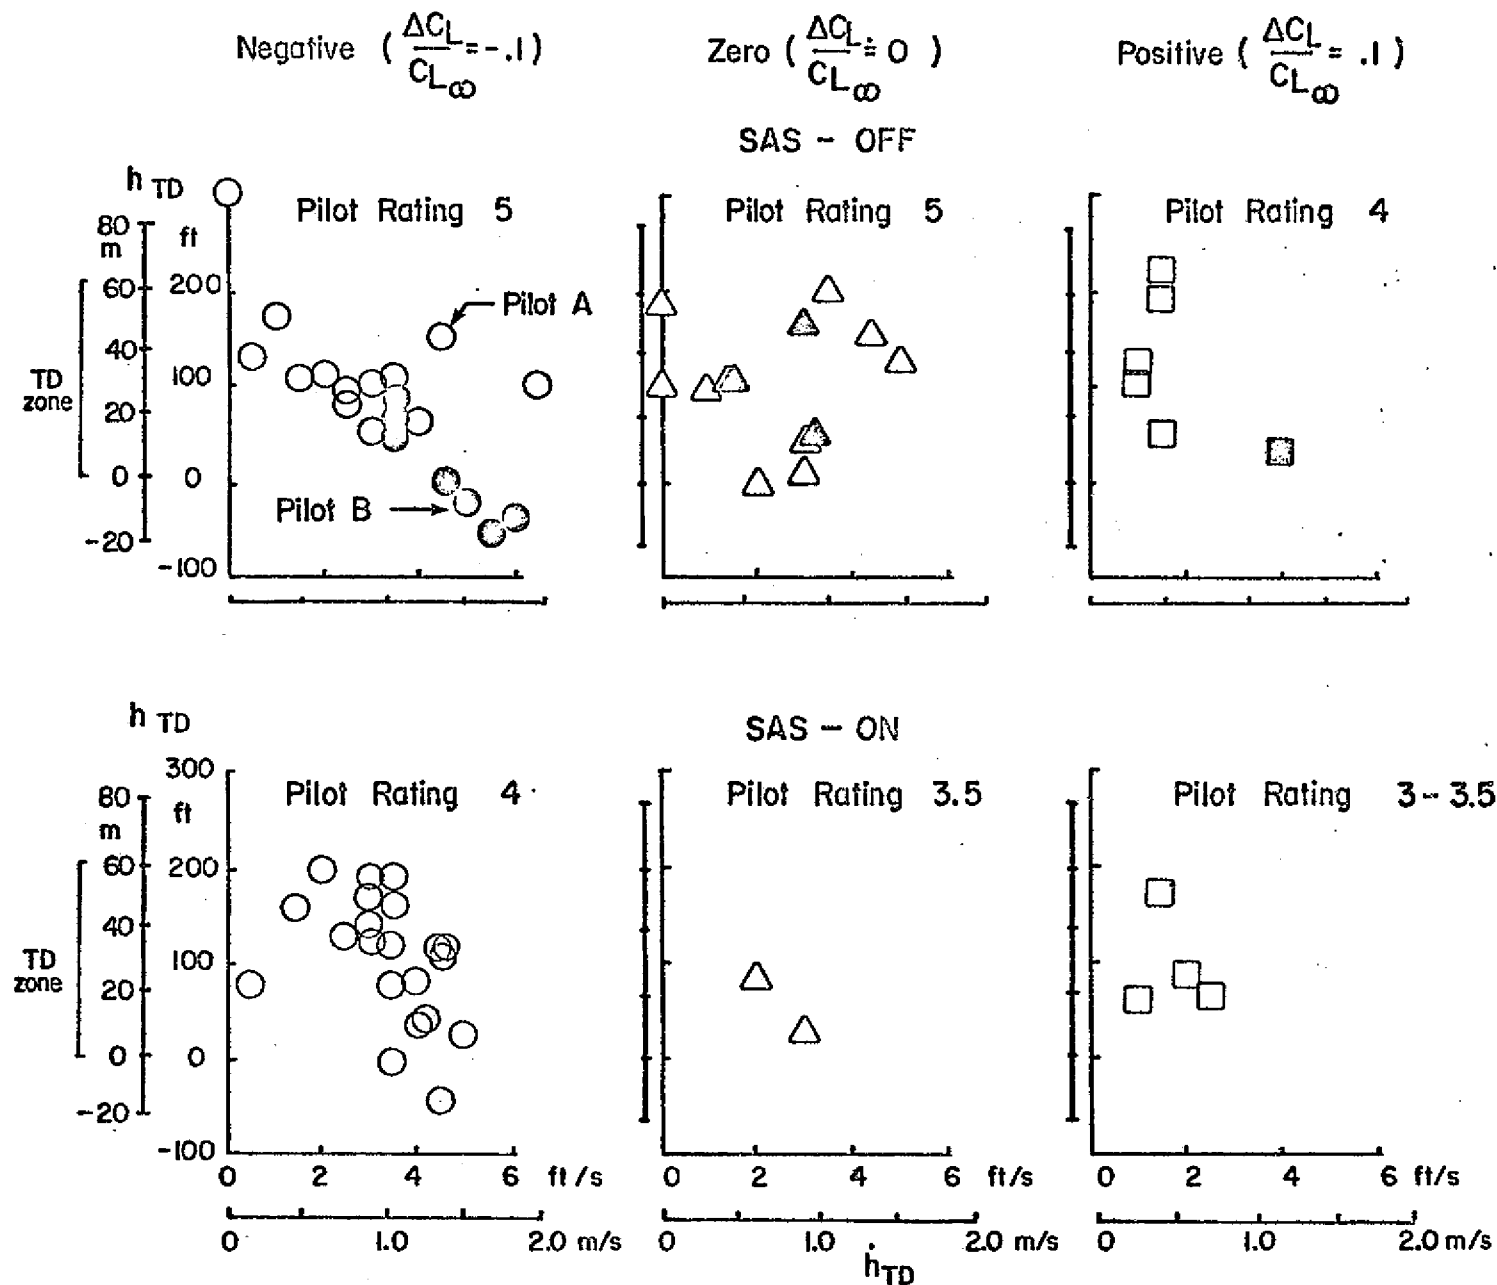 Negative ( ΔCL / CL∞ = -.1 )
Zero ( ΔCL / CL∞ ≐ 0 )
Positive ( ΔCL / CL∞ = .1 )
SAS - OFF
h TD
Pilot Rating 5
Pilot Rating 5
Pilot Rating 4
80
m
ft
60
200
Pilot A
40
100
TD
zone
20
0
0
Pilot B
-20
-100
h TD
SAS - ON
300
Pilot Rating 4
Pilot Rating 3.5
Pilot Rating 3-3.5
80
m
ft
60
200
40
100
TD
zone
20
0
0
-20
-100
0 2 4 6 ft/s
0 2 4 6 ft/s
0 2 4 6 ft/s
0 1.0 2.0 m/s
0 1.0 2.0 m/s
0 1.0 2.0 m/s
ḣTD